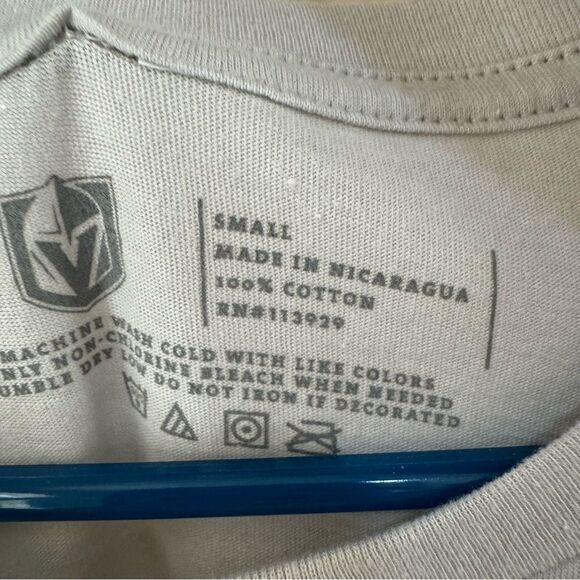 SMALL
MADE IN NICARAGUA
100% COTTON
RN#113929
MACHINE WASH COLD WITH LIKE COLORS
ONLY NON-CHLORINE BLEACH WHEN NEEDED
TUMBLE DRY LOW DO NOT IRON IF DECORATED